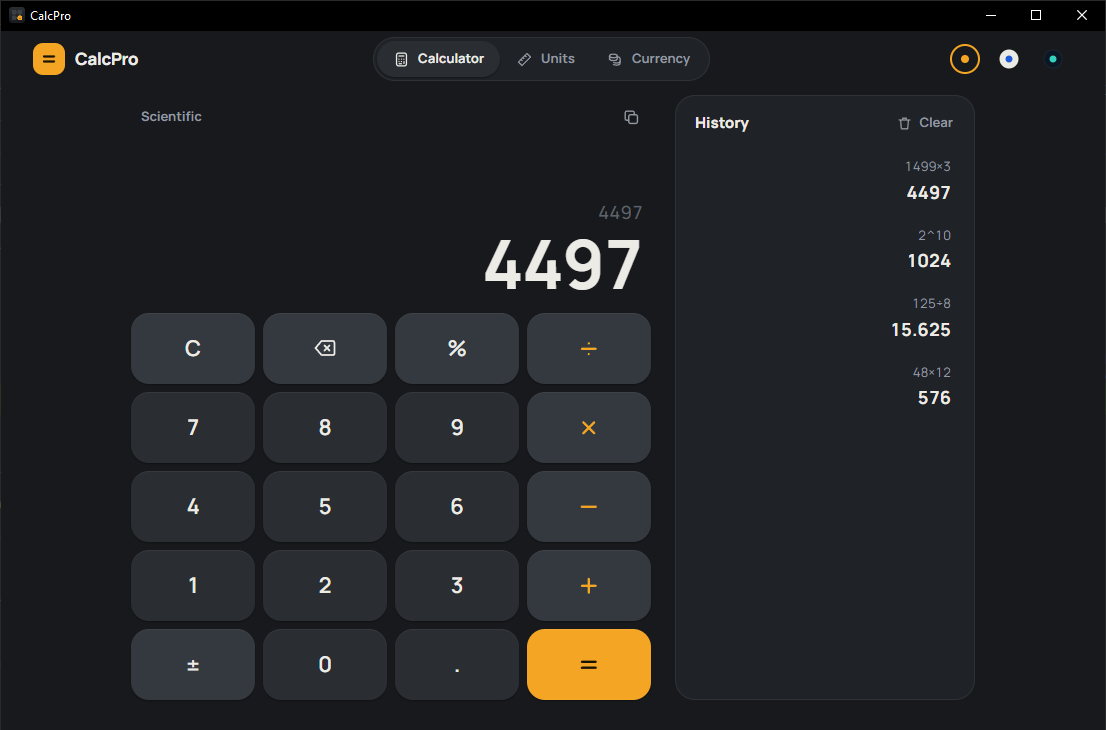 CalcPro
CalcPro
Calculator Units Currency
Scientific
History Clear
1499×3
4497
2^10
1024
125÷8
15.625
48×12
576
4497
4497
C % ÷
7 8 9 ×
4 5 6 −
1 2 3 +
± 0 . =